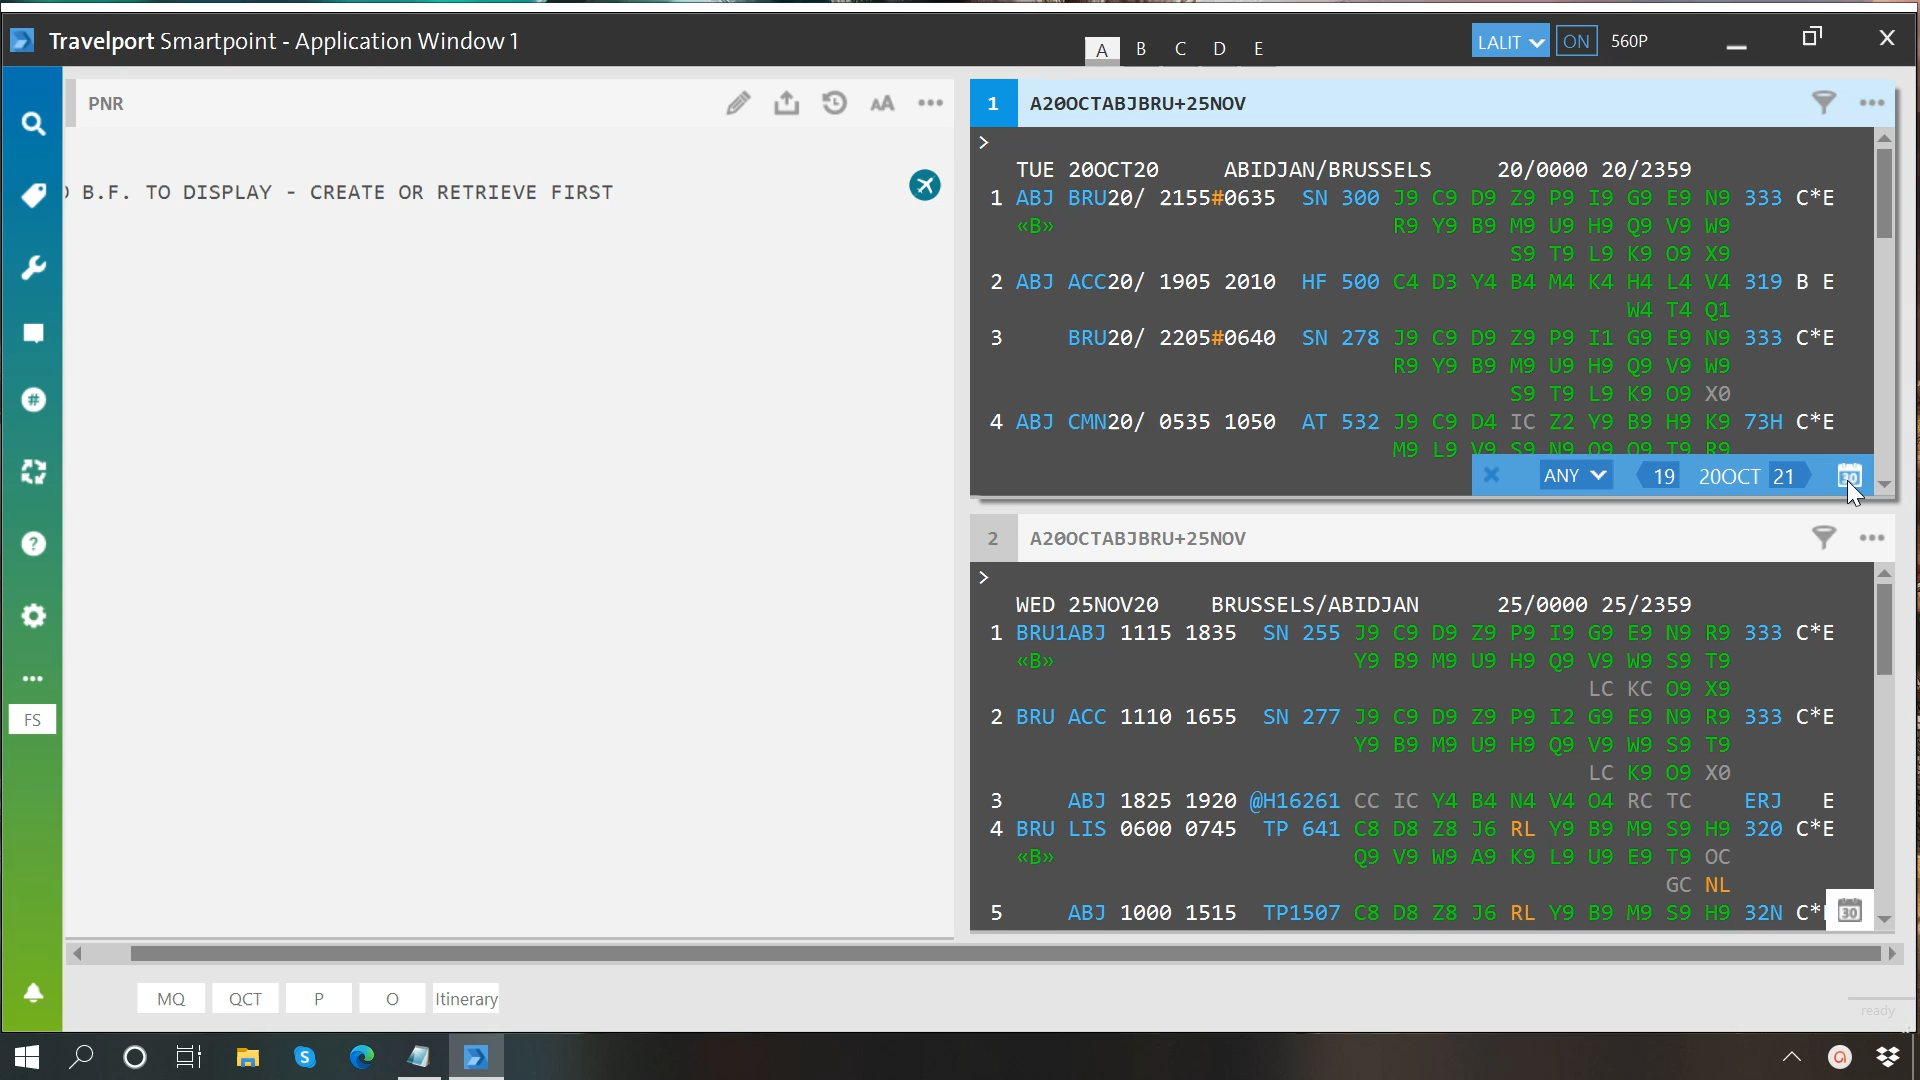 Travelport Smartpoint - Application Window 1
A B C D E
LALIT ON 560P
PNR
AA
B.F. TO DISPLAY - CREATE OR RETRIEVE FIRST
FS
1 A20OCTABJBRU+25NOV
>
TUE 20OCT20 ABIDJAN/BRUSSELS 20/0000 20/2359
1 ABJ BRU20/ 2155#0635 SN 300 J9 C9 D9 Z9 P9 I9 G9 E9 N9 333 C*E
«B» R9 Y9 B9 M9 U9 H9 Q9 V9 W9
S9 T9 L9 K9 O9 X9
2 ABJ ACC20/ 1905 2010 HF 500 C4 D3 Y4 B4 M4 K4 H4 L4 V4 319 B E
W4 T4 Q1
3 BRU20/ 2205#0640 SN 278 J9 C9 D9 Z9 P9 I1 G9 E9 N9 333 C*E
R9 Y9 B9 M9 U9 H9 Q9 V9 W9
S9 T9 L9 K9 O9 X0
4 ABJ CMN20/ 0535 1050 AT 532 J9 C9 D4 IC Z2 Y9 B9 H9 K9 73H C*E
M9 L9 V9 S9 N9 Q9 O9 T9 R9
ANY 19 20OCT 21 30
2 A20OCTABJBRU+25NOV
>
WED 25NOV20 BRUSSELS/ABIDJAN 25/0000 25/2359
1 BRU1ABJ 1115 1835 SN 255 J9 C9 D9 Z9 P9 I9 G9 E9 N9 R9 333 C*E
«B» Y9 B9 M9 U9 H9 Q9 V9 W9 S9 T9
LC KC O9 X9
2 BRU ACC 1110 1655 SN 277 J9 C9 D9 Z9 P9 I2 G9 E9 N9 R9 333 C*E
Y9 B9 M9 U9 H9 Q9 V9 W9 S9 T9
LC K9 O9 X0
3 ABJ 1825 1920 @H16261 CC IC Y4 B4 N4 V4 O4 RC TC ERJ E
4 BRU LIS 0600 0745 TP 641 C8 D8 Z8 J6 RL Y9 B9 M9 S9 H9 320 C*E
«B» Q9 V9 W9 A9 K9 L9 U9 E9 T9 OC
GC NL
5 ABJ 1000 1515 TP1507 C8 D8 Z8 J6 RL Y9 B9 M9 S9 H9 32N C*
30
MQ QCT P O Itinerary
ready